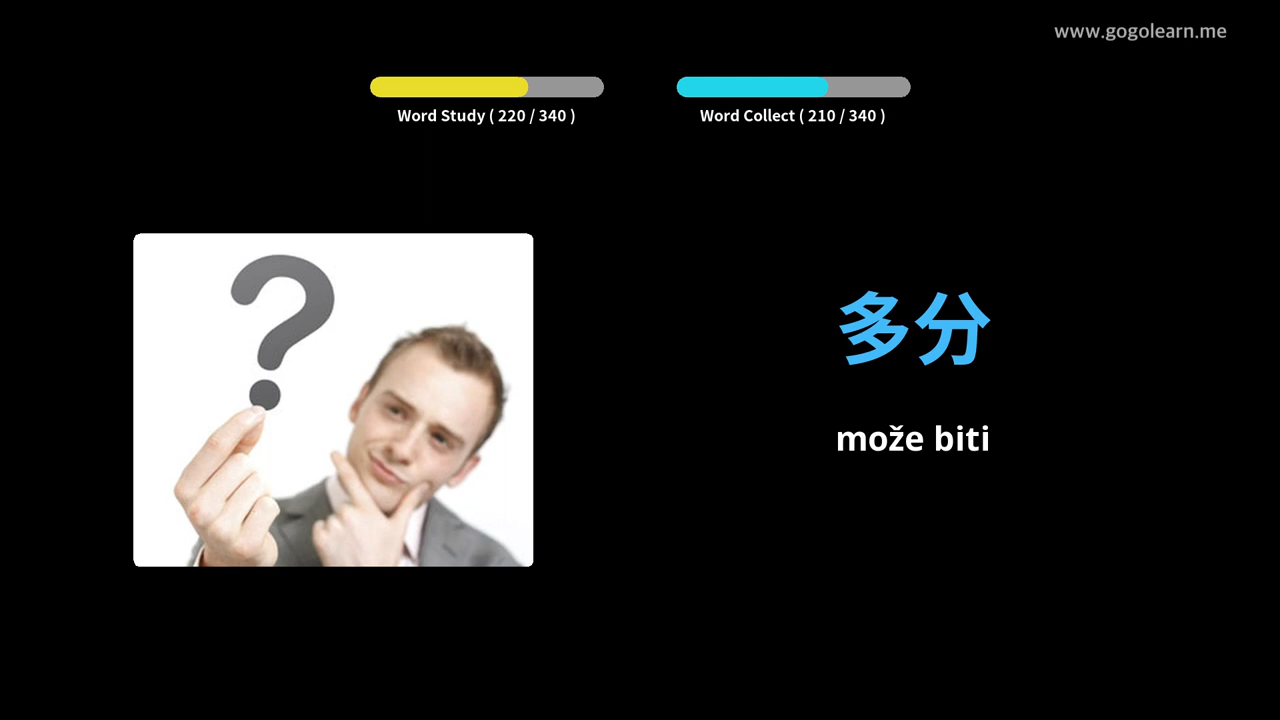 www.gogolearn.me
Word Study ( 220 / 340 )
Word Collect ( 210 / 340 )
?
多分
može biti